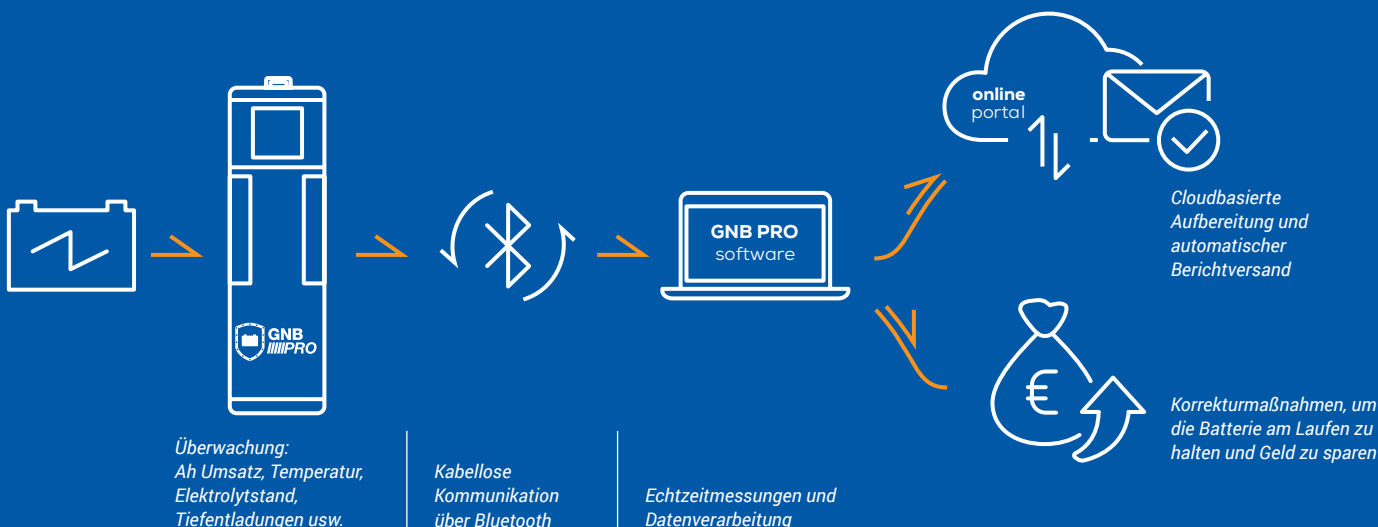 online
portal
Cloudbasierte
Aufbereitung und
automatischer
Berichtversand
GNB PRO
software
GNB
PRO
€
Korrekturmaßnahmen, um
die Batterie am Laufen zu
halten und Geld zu sparen
Überwachung:
Ah Umsatz, Temperatur,
Elektrolytstand,
Tiefentladungen usw.
Kabellose
Kommunikation
über Bluetooth
Echtzeitmessungen und
Datenverarbeitung